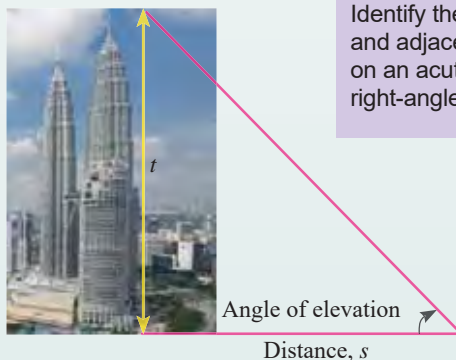 Identify the
and adjace
on an acut
right-angle
t
Angle of elevation
Distance, s